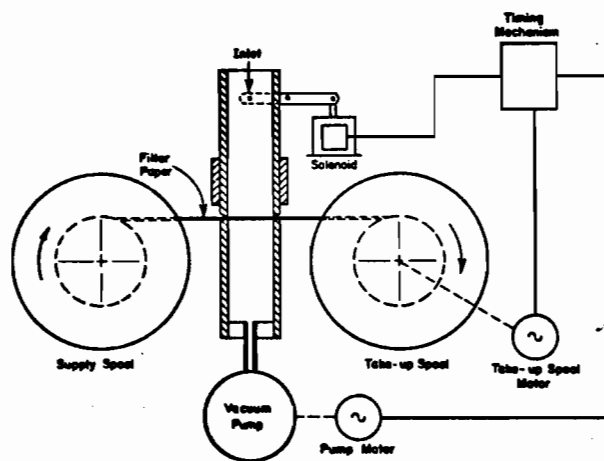 Timing
Mechanism
Inlet
Solenoid
Filter
Paper
Supply Spool
Take-up Spool
Take-up Spool
Motor
Vacuum
Pump
Pump Motor